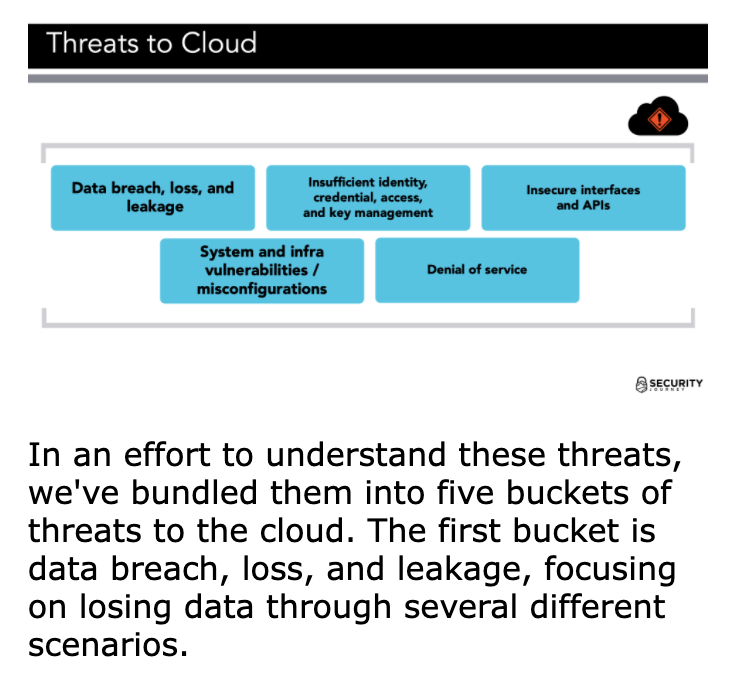 Threats to Cloud
Data breach, loss, and
leakage
Insufficient identity,
credential, access,
and key management
Insecure interfaces
and APIs
System and infra
vulnerabilities /
misconfigurations
Denial of service
SECURITY
JOURNEY
In an effort to understand these threats,
we've bundled them into five buckets of
threats to the cloud. The first bucket is
data breach, loss, and leakage, focusing
on losing data through several different
scenarios.